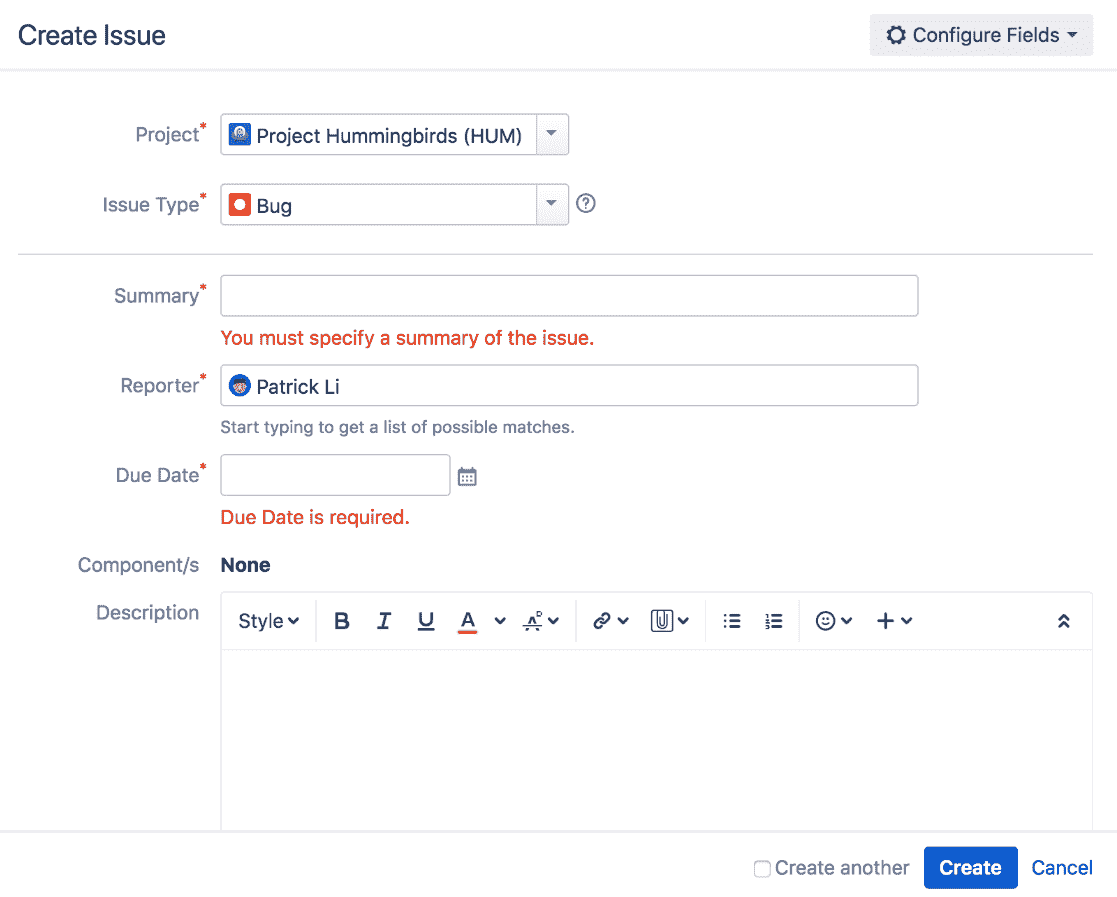 Create Issue
Configure Fields
Project*
Project Hummingbirds (HUM)
Issue Type*
Bug
Summary*
You must specify a summary of the issue.
Reporter*
Patrick Li
Start typing to get a list of possible matches.
Due Date*
Due Date is required.
Component/s
None
Description
Style B I U A
Create another
Create
Cancel